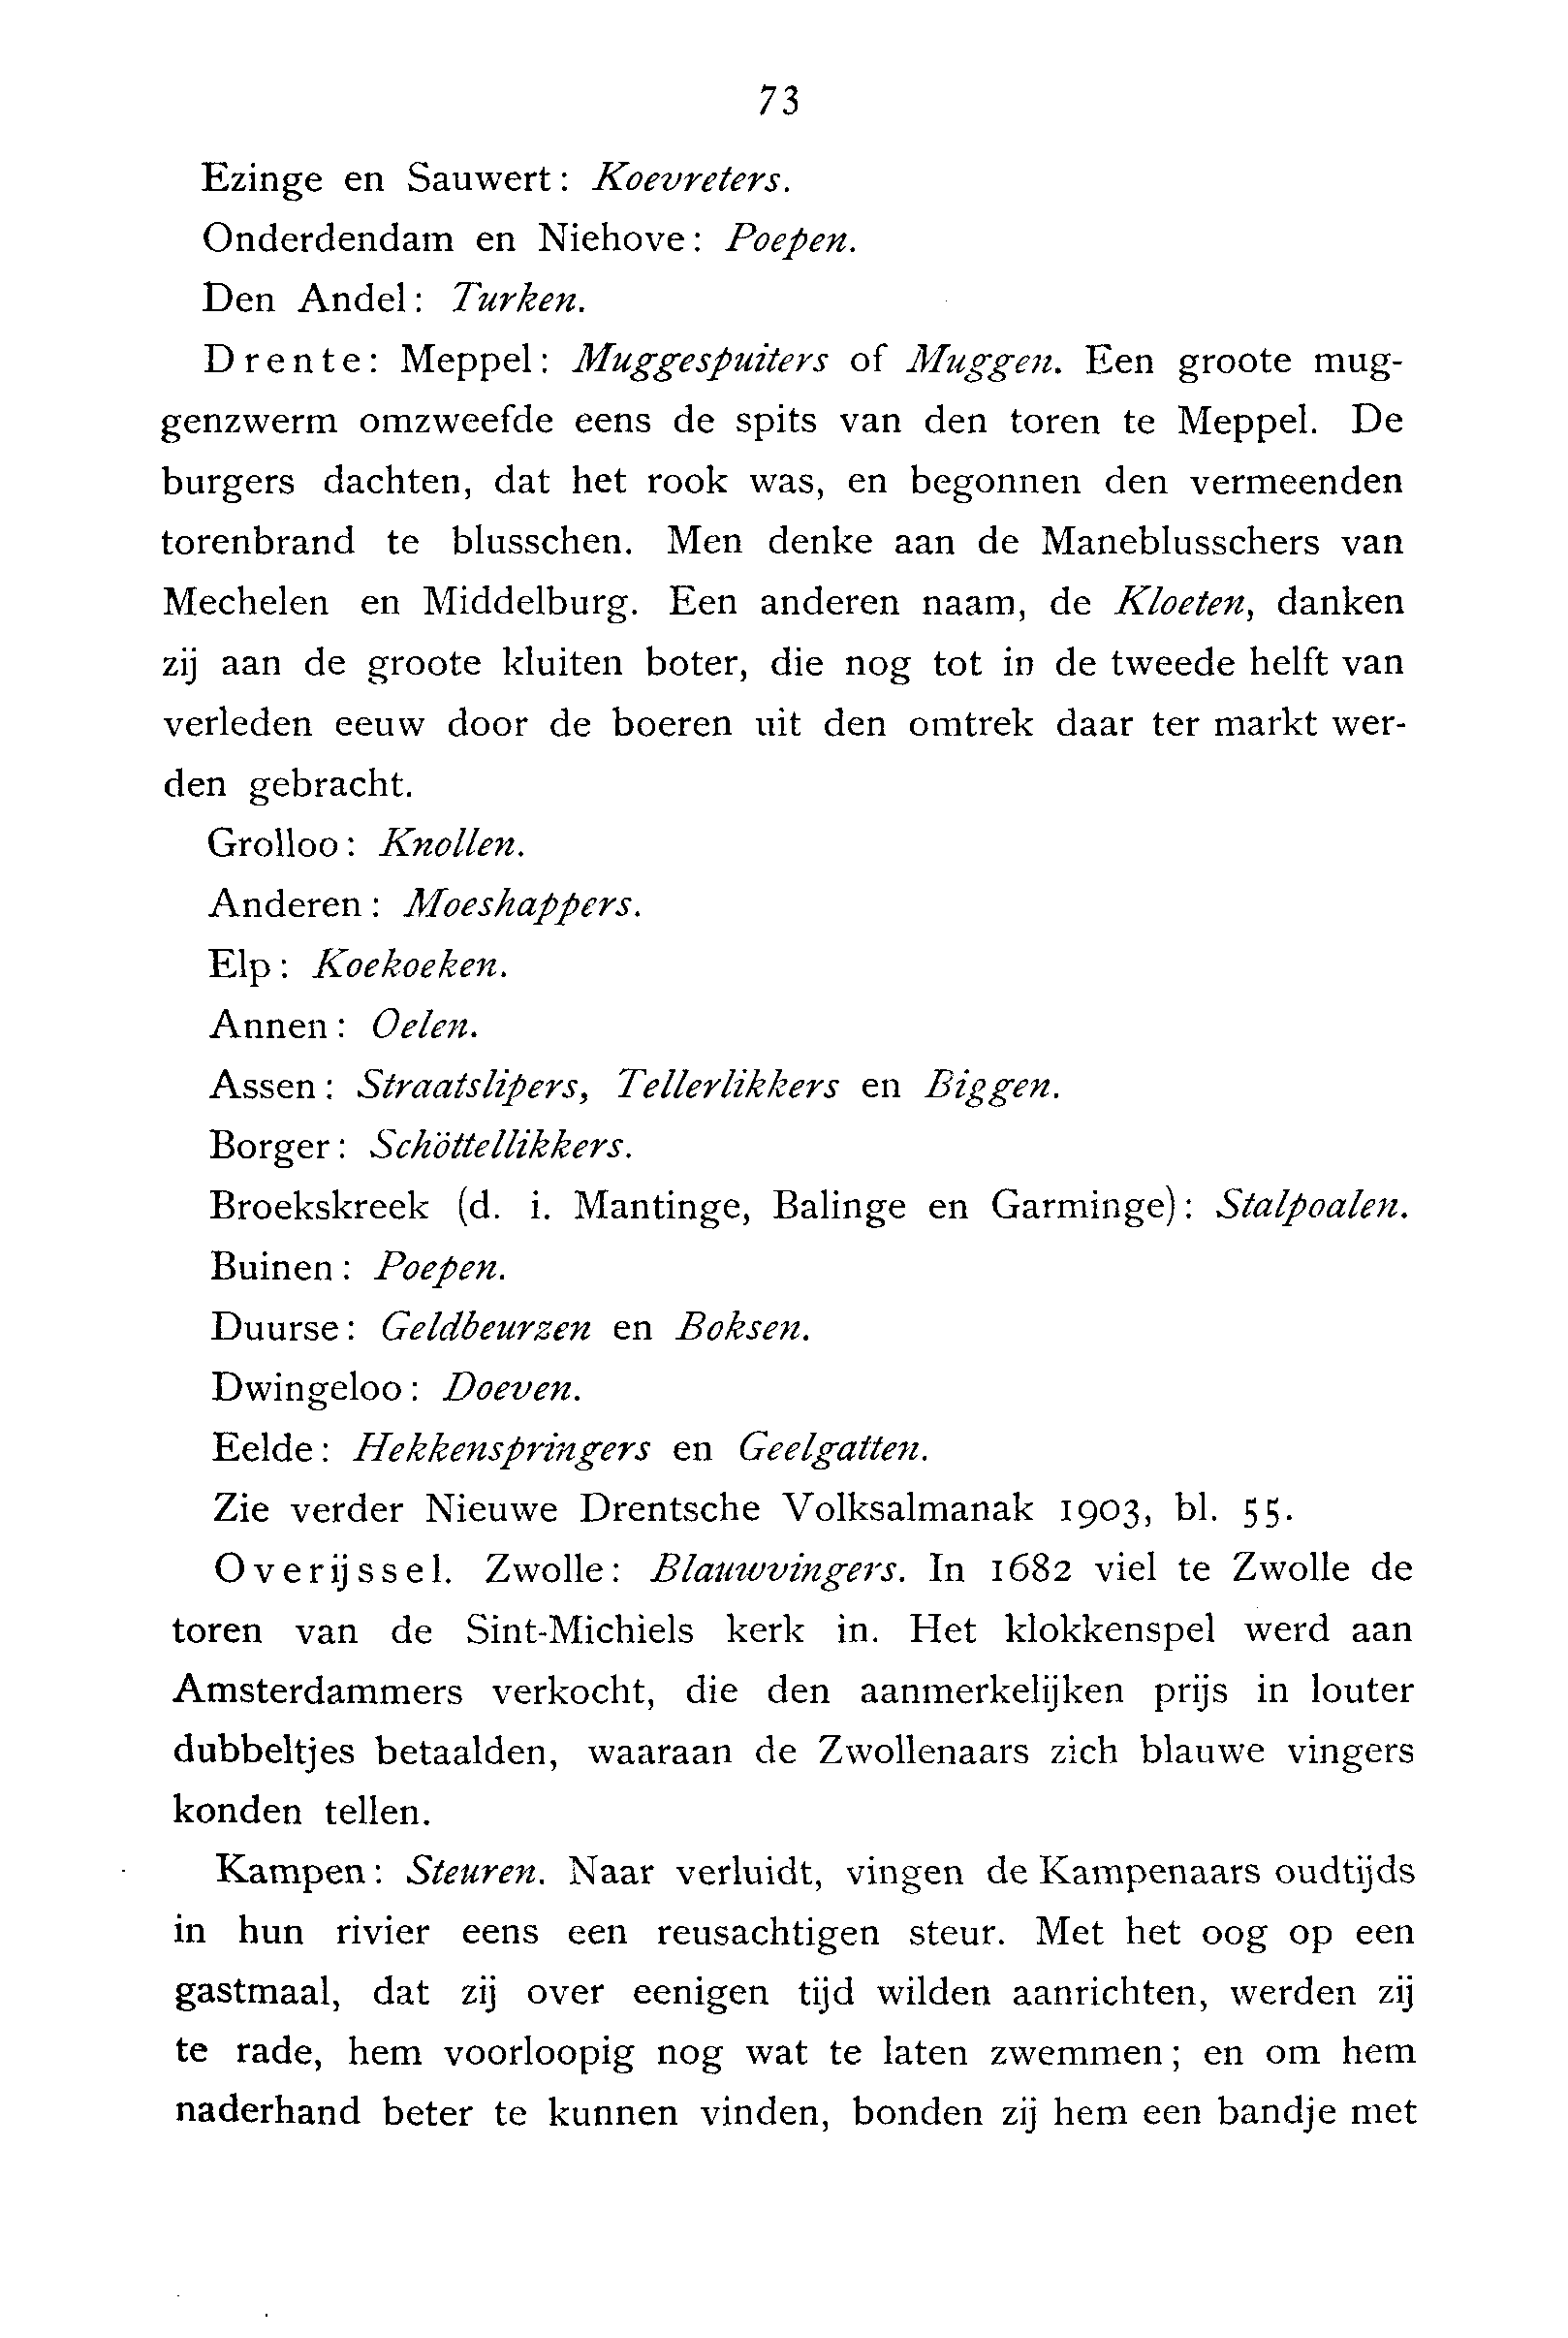 73
Ezinge en Sauwert: Koevreters.
Onderdendam en Niehove: Poepen.
Den Andel: Turken.
Drente: Meppel: Muggespuiters of Muggen. Een groote mug-
genzwerm omzweefde eens de spits van den toren te Meppel. De
burgers dachten, dat het rook was, en begonnen den vermeenden
torenbrand te blusschen. Men denke aan de Maneblusschers van
Mechelen en Middelburg. Een anderen naam, de Kloeten, danken
zij aan de groote kluiten boter, die nog tot in de tweede helft van
verleden eeuw door de boeren uit den omtrek daar ter markt wer-
den gebracht.
Grolloo: Knollen.
Anderen: Moeshappers.
Elp: Koekoeken.
Annen: Oelen.
Assen: Straatslipers, Tellerlikkers en Biggen.
Borger: Schöttellikkers.
Broekskreek (d. i. Mantinge, Balinge en Garminge): Stalpoalen.
Buinen: Poepen.
Duurse: Geldbeurzen en Boksen.
Dwingeloo: Doeven.
Eelde: Hekkenspringers en Geelgatten.
Zie verder Nieuwe Drentsche Volksalmanak 1903, bl. 55.
Overijssel. Zwolle: Blauwvingers. In 1682 viel te Zwolle de
toren van de Sint-Michiels kerk in. Het klokkenspel werd aan
Amsterdammers verkocht, die den aanmerkelijken prijs in louter
dubbeltjes betaalden, waaraan de Zwollenaars zich blauwe vingers
konden tellen.
Kampen: Steuren. Naar verluidt, vingen de Kampenaars oudtijds
in hun rivier eens een reusachtigen steur. Met het oog op een
gastmaal, dat zij over eenigen tijd wilden aanrichten, werden zij
te rade, hem voorloopig nog wat te laten zwemmen; en om hem
naderhand beter te kunnen vinden, bonden zij hem een bandje met